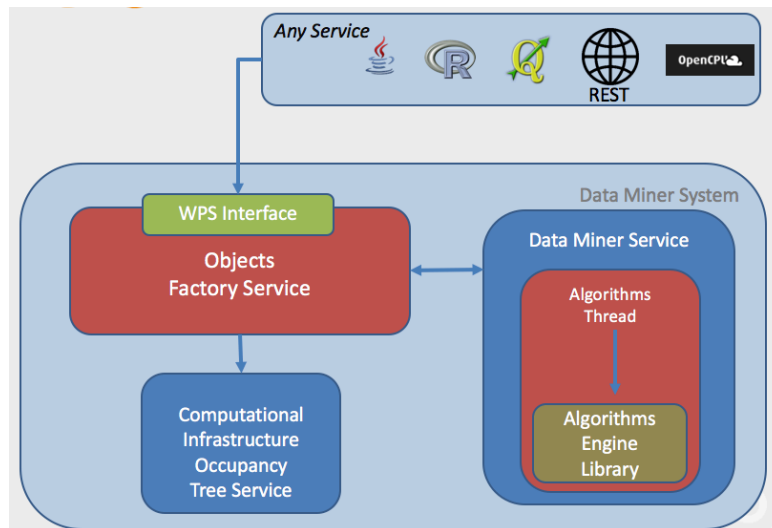 Any Service
R
REST
OpenCPU
Data Miner System
WPS Interface
Objects
Factory Service
Data Miner Service
Algorithms
Thread
Algorithms
Engine
Library
Computational
Infrastructure
Occupancy
Tree Service